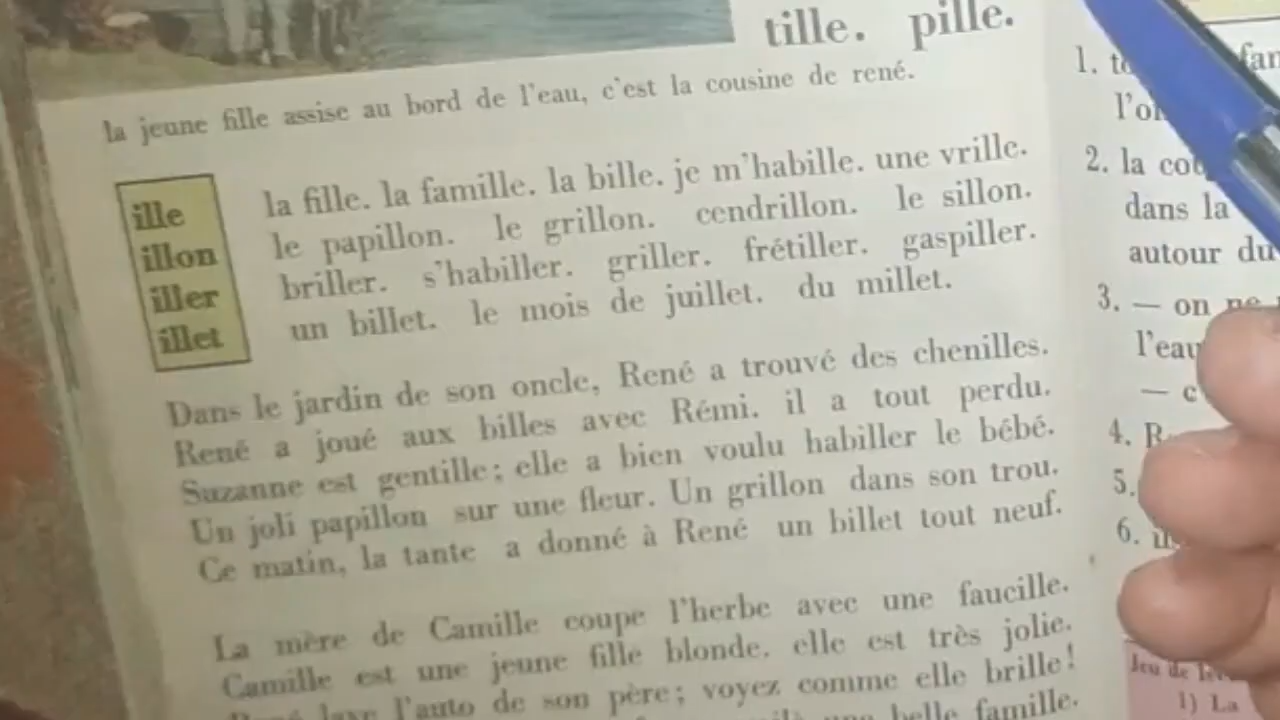 tille. pille.
la jeune fille assise au bord de l'eau, c'est la cousine de rené.
ille
illon
iller
illet
la fille. la famille. la bille. je m'habille. une vrille.
le papillon. le grillon. cendrillon. le sillon.
briller. s'habiller. griller. frétiller. gaspiller.
un billet. le mois de juillet. du millet.
Dans le jardin de son oncle, René a trouvé des chenilles.
René a joué aux billes avec Rémi. il a tout perdu.
Suzanne est gentille; elle a bien voulu habiller le bébé.
Un joli papillon sur une fleur. Un grillon dans son trou.
Ce matin, la tante a donné à René un billet tout neuf.
La mère de Camille coupe l'herbe avec une faucille.
Camille est une jeune fille blonde. elle est très jolie.
lave l'auto de son père; voyez comme elle brille!
belle famille.
1.
2. la
dans la
autour du
3. — on ne
—
4.
5.
6.
Jeu de
1) La